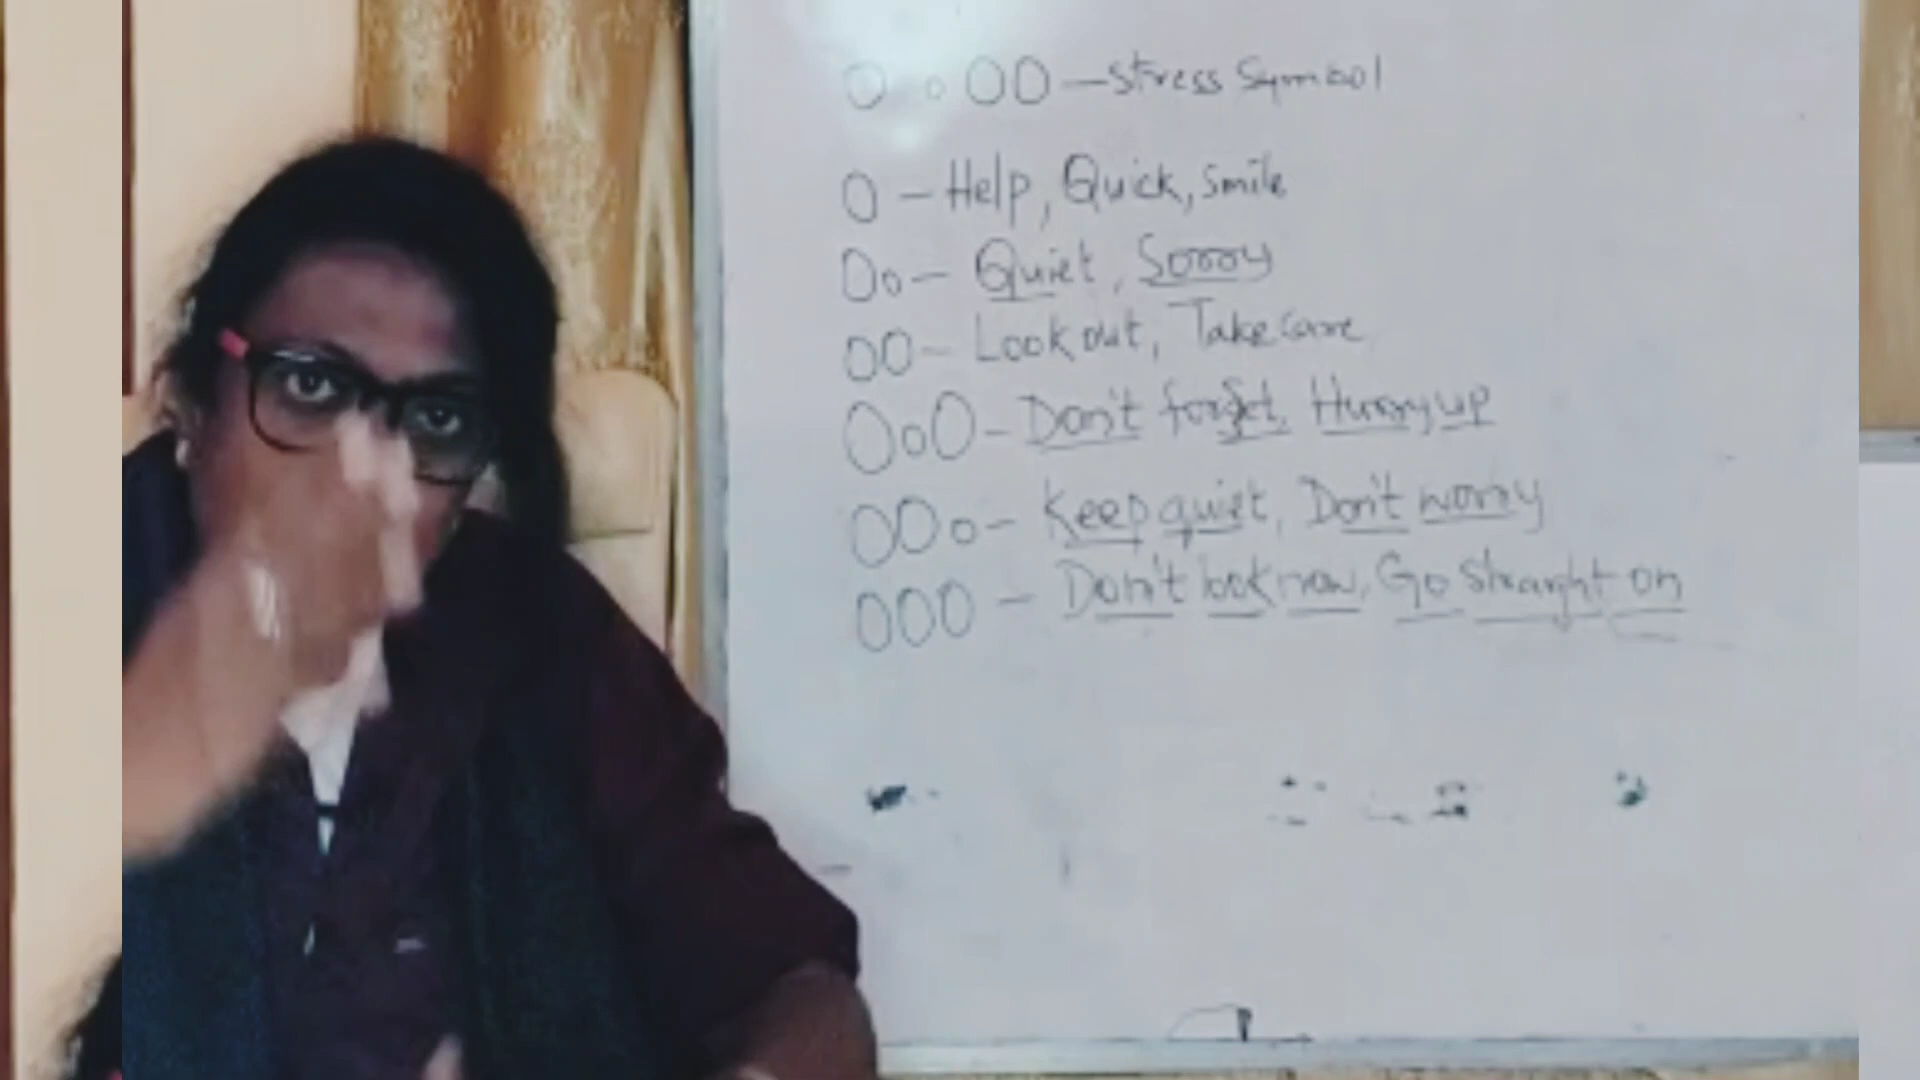 O o OO - Stress Symbol
O - Help, Quick, Smile
Oo - Quiet, Sorry
OO - Look out, Take care
OoO - Don't forget, Hurry up
OOo - Keep quiet, Don't worry
OOO - Don't look now, Go straight on